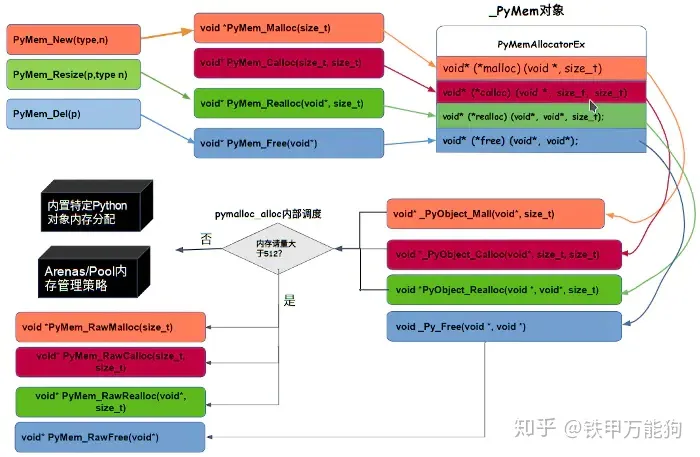 _PyMem对象
PyMem_New(type,n)
void *PyMem_Malloc(size_t)
PyMemAllocatorEx
void *PyMem_Calloc(size_t, size_t)
void* (*malloc) (void *, size_t)
PyMem_Resize(p,type n)
void* (*calloc) (void *  size_t, size_t)
void *PyMem_Realloc(void*, size_t)
void* (*realloc) (void*, void*, size_t);
PyMem_Del(p)
void *PyMem_Free(void*)
void* (*free) (void*, void*);
内置特定Python
对象内存分配
pymalloc_alloc内部调度
void* _PyObject_Mall(void*, size_t)
否
内存请量大
于512?
void *_PyObject_Calloc(void*, size_t, size_t)
Arenas/Pool内
存管理策略
void *PyObject_Realloc(void *, void*, size_t)
是
void *PyMem_RawMalloc(size_t)
void _Py_Free(void *, void *)
void* PyMem_RawCalloc(size_t,
size_t)
void *PyMem_RawRealloc(void*,
size_t)
void* PyMem_RawFree(void*)
知乎 @铁甲万能狗